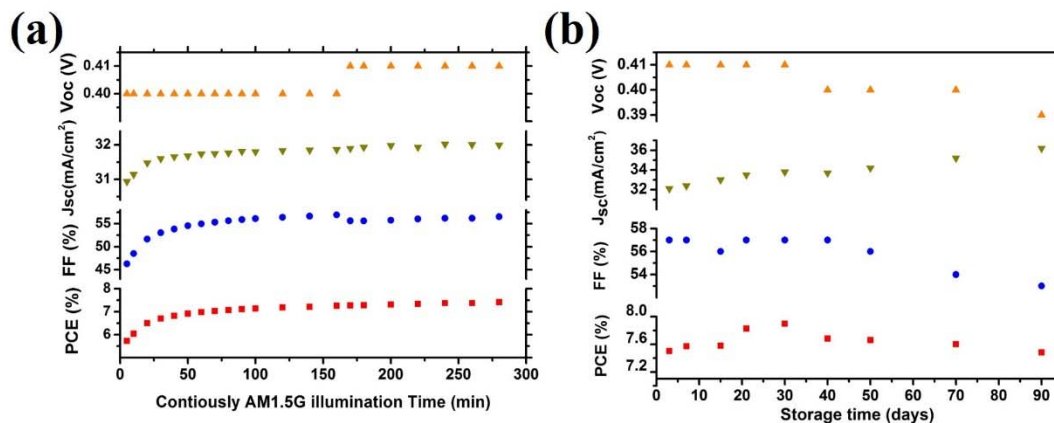 (a)
Voc (V)
0.41
0.40
Jsc(mA/cm²)
32
31
FF (%)
55
50
45
PCE (%)
8
7
6
0 50 100 150 200 250 300
Contiously AM1.5G illumination Time (min)
(b)
Voc (V)
0.41
0.40
0.39
Jsc(mA/cm²)
36
34
32
FF (%)
58
56
54
PCE (%)
8.0
7.6
7.2
0 10 20 30 40 50 60 70 80 90
Storage time (days)